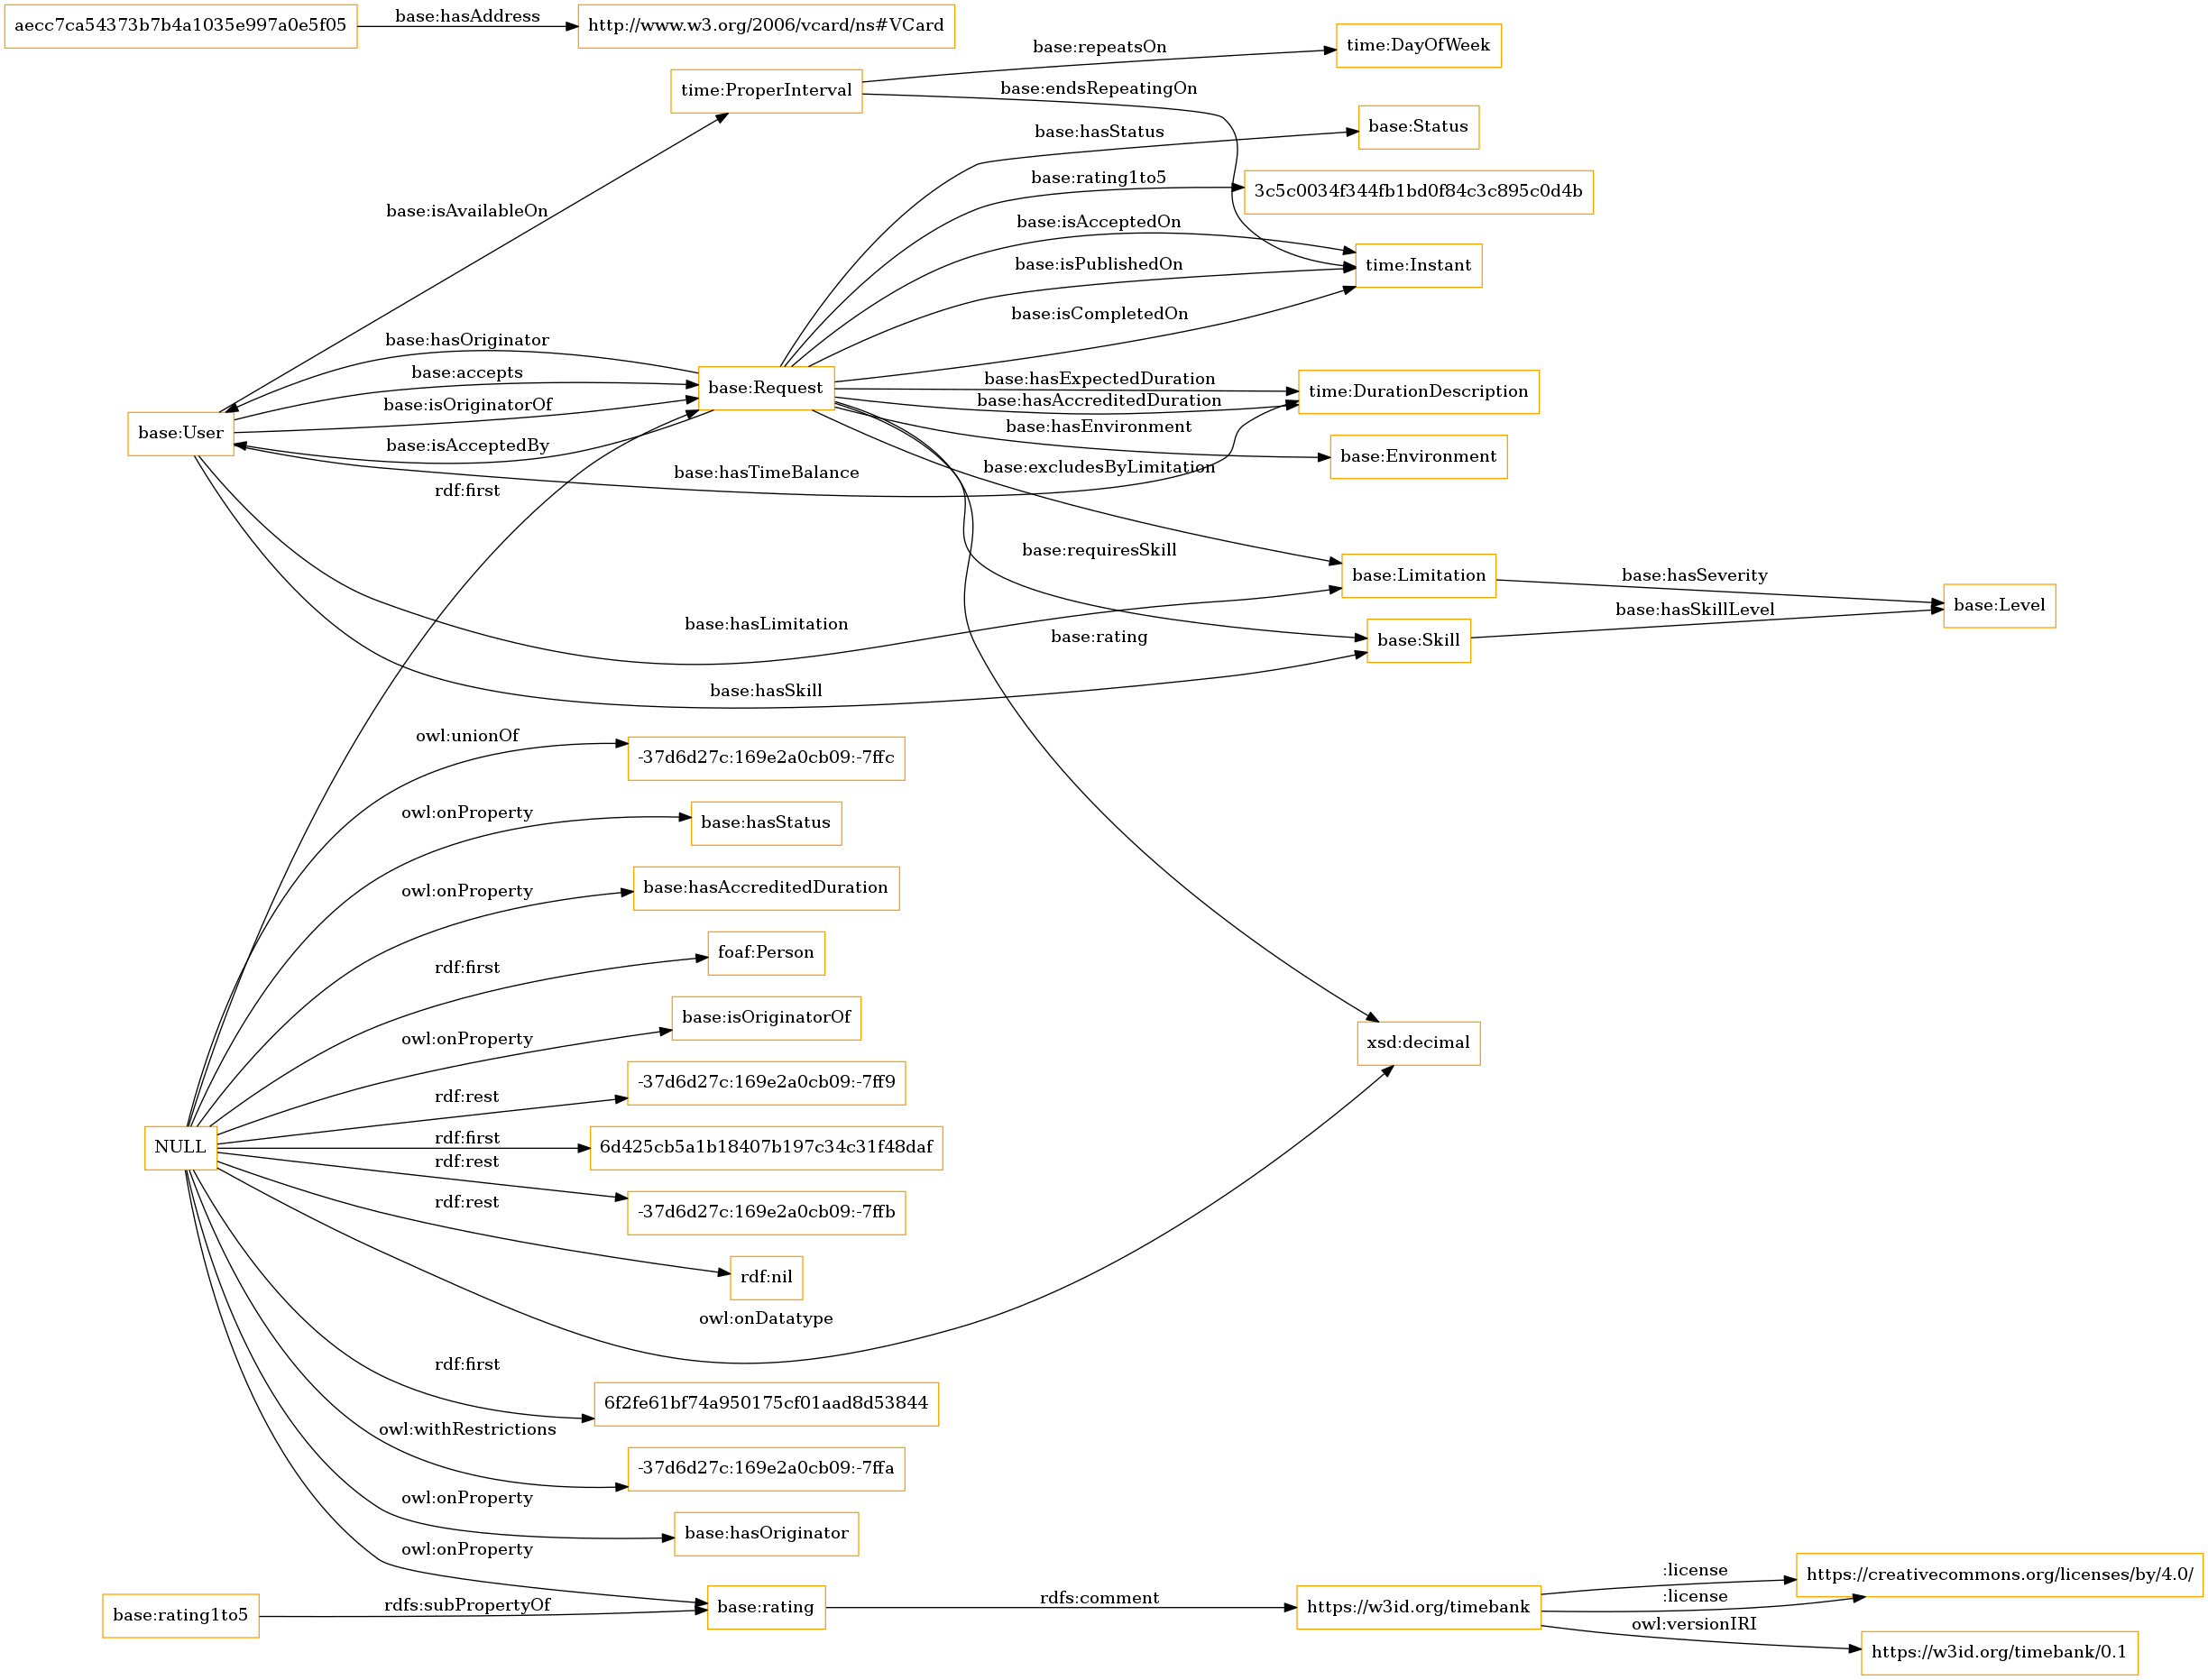 aecc7ca54373b7b4a1035e997a0e5f05
base:hasAddress
http://www.w3.org/2006/vcard/ns#VCard
time:ProperInterval
base:repeatsOn
time:DayOfWeek
base:endsRepeatingOn
base:hasStatus
base:Status
base:rating1to5
3c5c0034f344fb1bd0f84c3c895c0d4b
base:isAvailableOn
base:isAcceptedOn
base:isPublishedOn
time:Instant
base:isCompletedOn
base:hasOriginator
base:accepts
base:Request
base:hasExpectedDuration
time:DurationDescription
base:hasAccreditedDuration
base:isOriginatorOf
base:User
base:isAcceptedBy
base:hasEnvironment
base:Environment
base:hasTimeBalance
base:excludesByLimitation
rdf:first
base:requiresSkill
base:Limitation
base:hasSeverity
base:Level
base:hasSkillLevel
base:hasLimitation
base:rating
base:Skill
base:hasSkill
owl:unionOf
-37d6d27c:169e2a0cb09:-7ffc
owl:onProperty
base:hasStatus
owl:onProperty
base:hasAccreditedDuration
rdf:first
foaf:Person
owl:onProperty
base:isOriginatorOf
xsd:decimal
rdf:rest
-37d6d27c:169e2a0cb09:-7ff9
NULL
rdf:first
6d425cb5a1b18407b197c34c31f48daf
rdf:rest
-37d6d27c:169e2a0cb09:-7ffb
rdf:rest
rdf:nil
owl:onDatatype
rdf:first
6f2fe61bf74a950175cf01aad8d53844
owl:withRestrictions
-37d6d27c:169e2a0cb09:-7ffa
owl:onProperty
base:hasOriginator
owl:onProperty
base:rating1to5
rdfs:subPropertyOf
base:rating
rdfs:comment
https://w3id.org/timebank
:license
https://creativecommons.org/licenses/by/4.0/
:license
owl:versionIRI
https://w3id.org/timebank/0.1